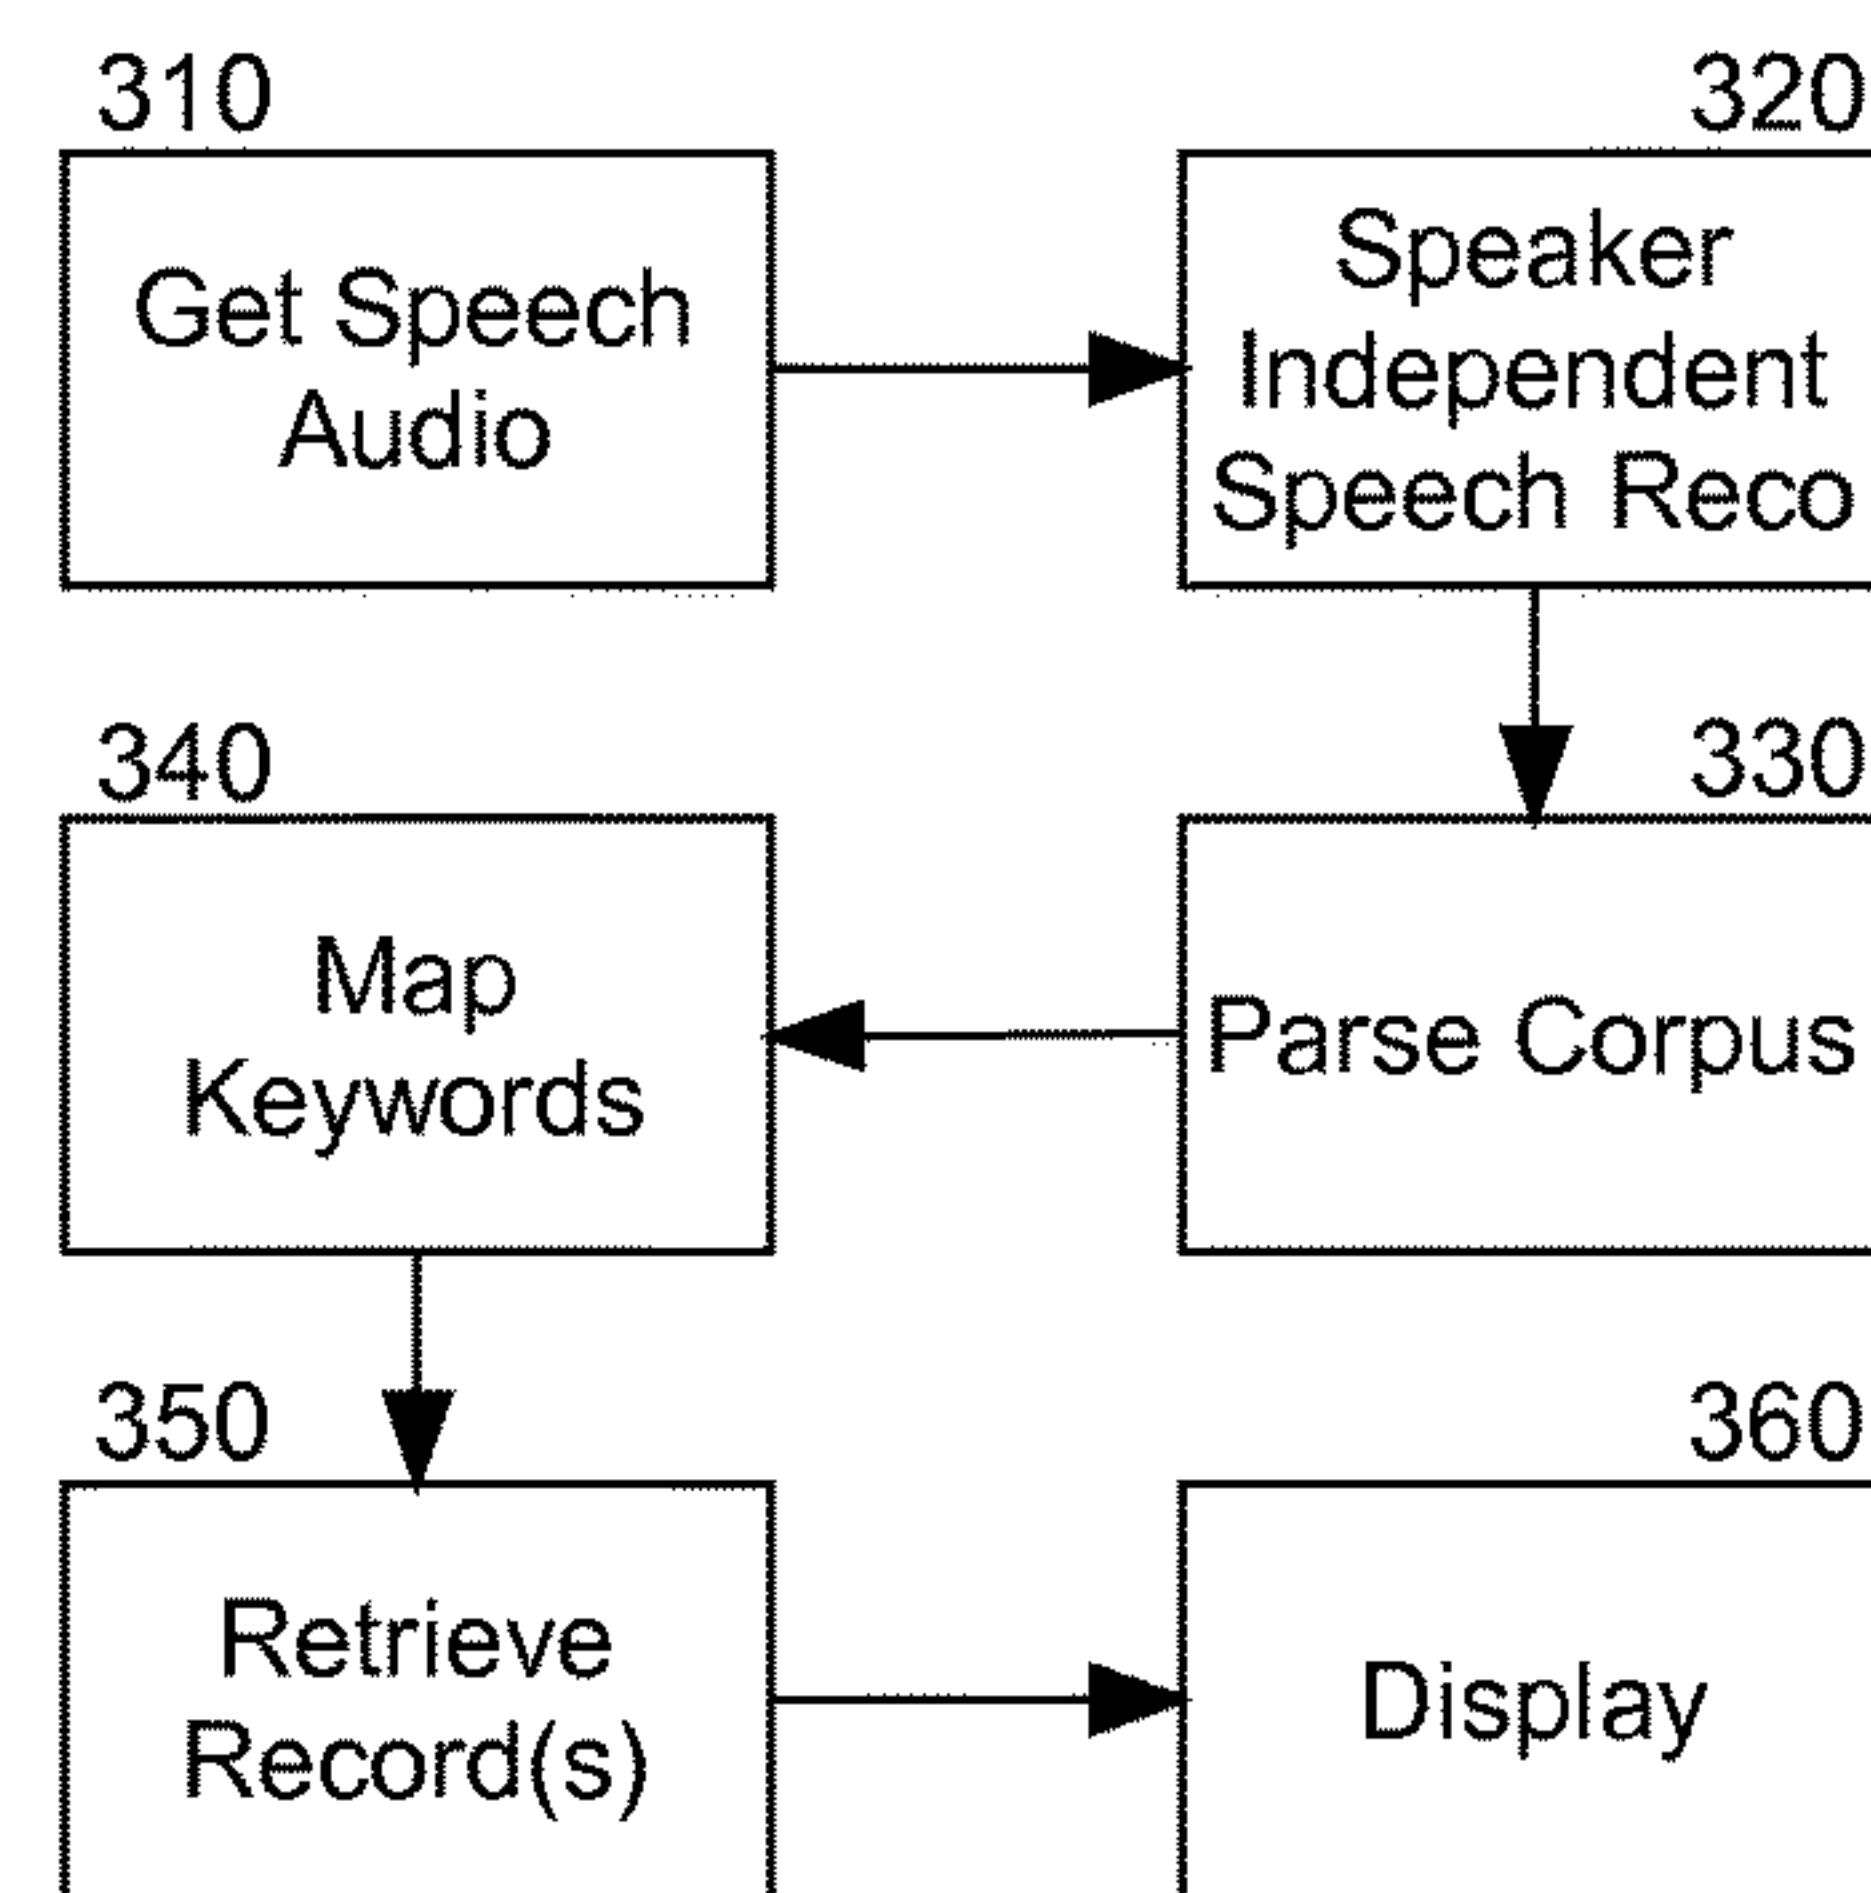 310
Get Speech
Audio
320
Speaker
Independent
Speech Reco
330
Parse Corpus
340
Map
Keywords
350
Retrieve
Record(s)
360
Display